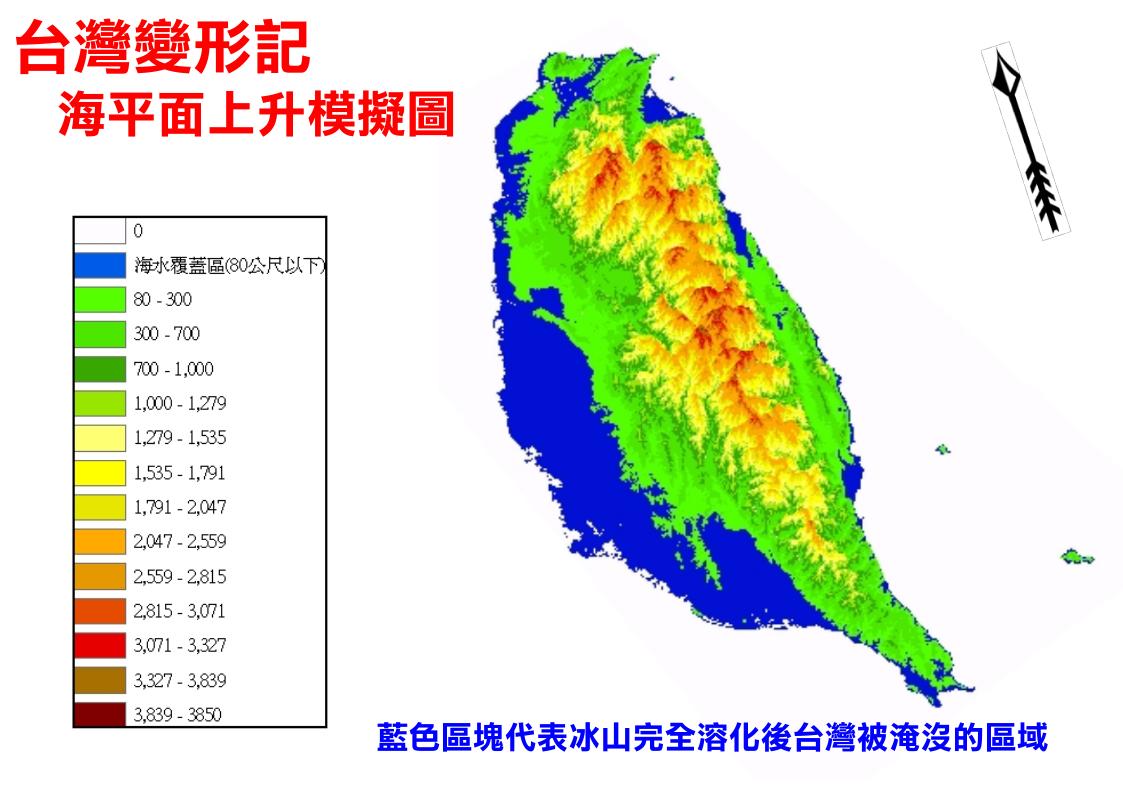 台灣變形記
海平面上升模擬圖
0
海水覆蓋區(80公尺以下)
80 - 300
300 - 700
700 - 1,000
1,000 - 1,279
1,279 - 1,535
1,535 - 1,791
1,791 - 2,047
2,047 - 2,559
2,559 - 2,815
2,815 - 3,071
3,071 - 3,327
3,327 - 3,839
3,839 - 3850
藍色區塊代表冰山完全溶化後台灣被淹沒的區域